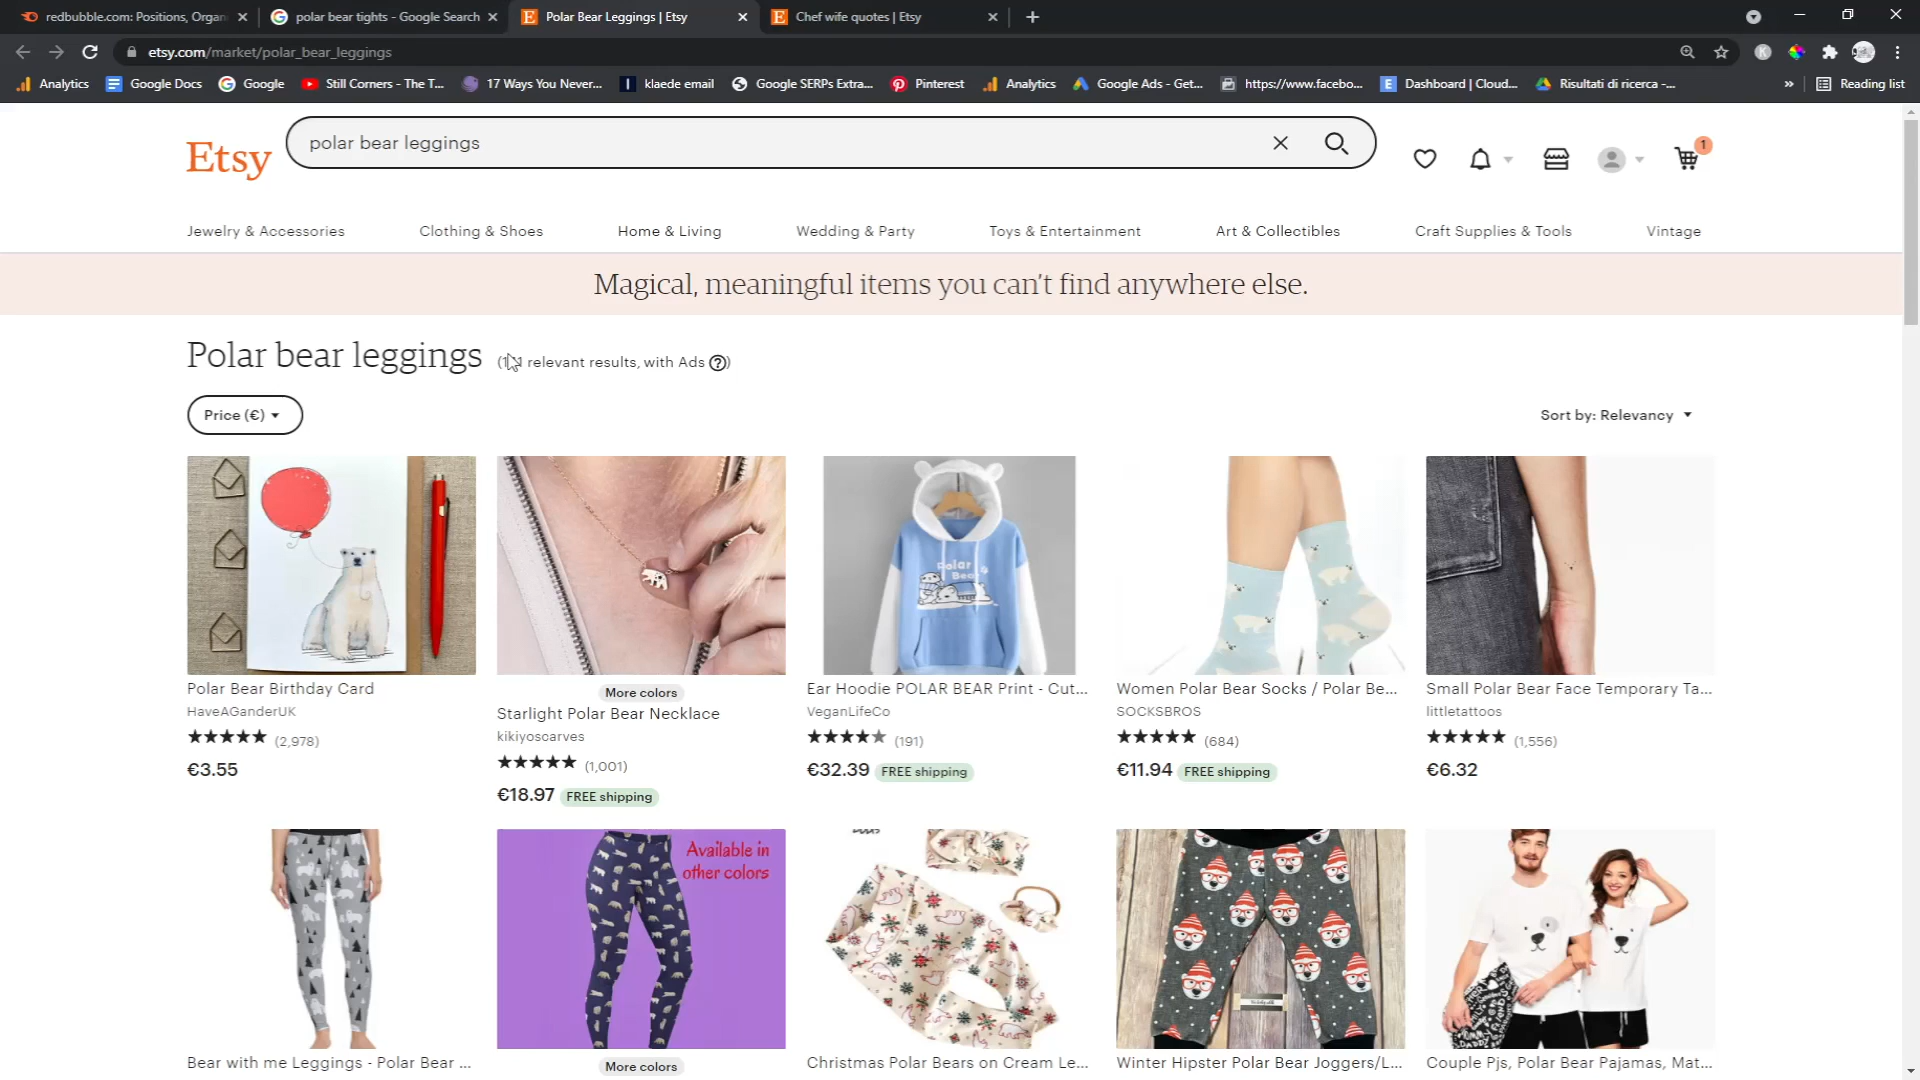 redbubble.com: Positions, Organ
polar bear tights - Google Search
Polar Bear Leggings | Etsy
Chef wife quotes | Etsy
etsy.com/market/polar_bear_leggings
Analytics
Google Docs
Google
Still Corners - The T...
17 Ways You Never...
klaede email
Google SERPs Extra...
Pinterest
Analytics
Google Ads - Get...
https://www.facebo...
Dashboard | Cloud...
Risultati di ricerca -...
»
Reading list
Etsy
polar bear leggings
1
Jewelry & Accessories
Clothing & Shoes
Home & Living
Wedding & Party
Toys & Entertainment
Art & Collectibles
Craft Supplies & Tools
Vintage
Magical, meaningful items you can't find anywhere else.
Polar bear leggings
relevant results, with Ads
Price (€)
Sort by: Relevancy
Polar Bear
Polar Bear Birthday Card
HaveAGanderUK
(2,978)
€3.55
More colors
Starlight Polar Bear Necklace
kikiyoscarves
(1,001)
€18.97 FREE shipping
Ear Hoodie POLAR BEAR Print - Cut...
VeganLifeCo
(191)
€32.39 FREE shipping
Women Polar Bear Socks / Polar Be...
SOCKSBROS
(684)
€11.94 FREE shipping
Small Polar Bear Face Temporary Ta...
littletattoos
(1,556)
€6.32
Available in
other colors
Bear with me Leggings - Polar Bear ...
More colors
Christmas Polar Bears on Cream Le...
Winter Hipster Polar Bear Joggers/L...
Couple Pjs, Polar Bear Pajamas, Mat...